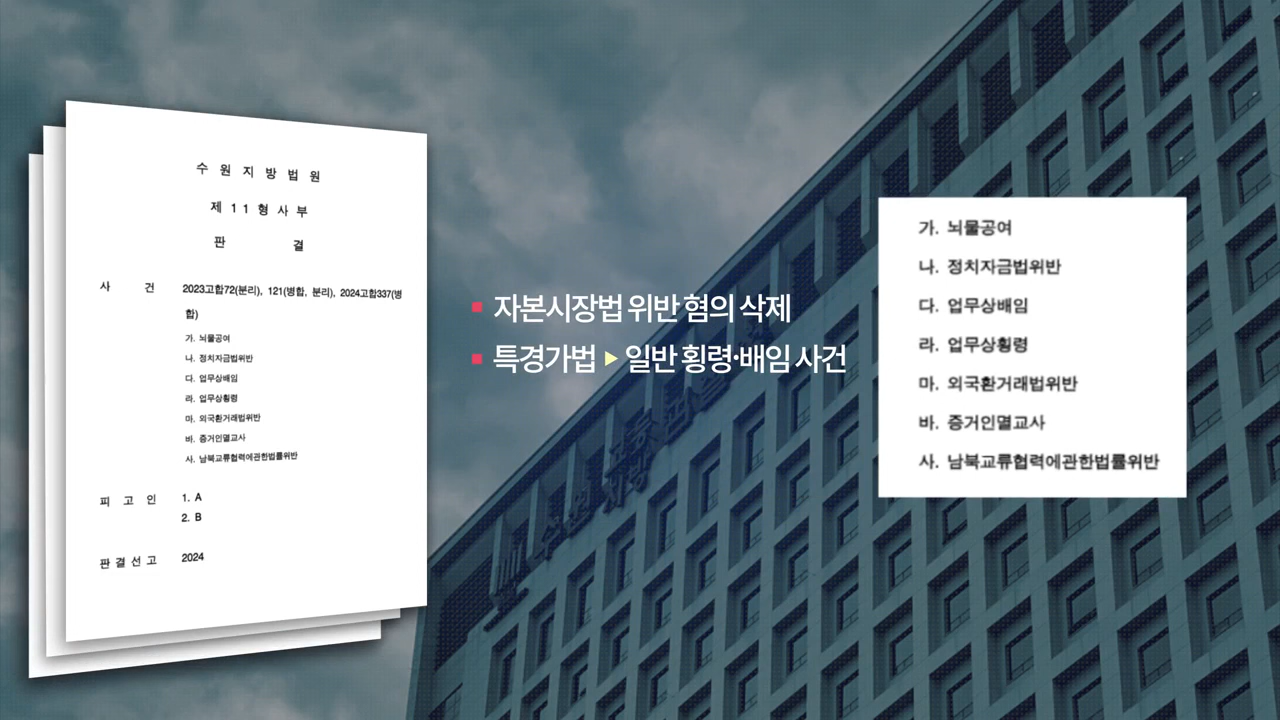 수 원 지 방 법 원
제 1 1 형 사 부
판 결
사 건 2023고합72(분리), 121(병합, 분리), 2024고합337(병
합)
가. 뇌물공여
나. 정치자금법위반
다. 업무상배임
라. 업무상횡령
마. 외국환거래법위반
바. 증거인멸교사
사. 남북교류협력에관한법률위반
피 고 인 1. A
2. B
판 결 선 고 2024
자본시장법 위반 혐의 삭제
특경가법 ▶ 일반 횡령·배임 사건
가. 뇌물공여
나. 정치자금법위반
다. 업무상배임
라. 업무상횡령
마. 외국환거래법위반
바. 증거인멸교사
사. 남북교류협력에관한법률위반
수원고등
지방